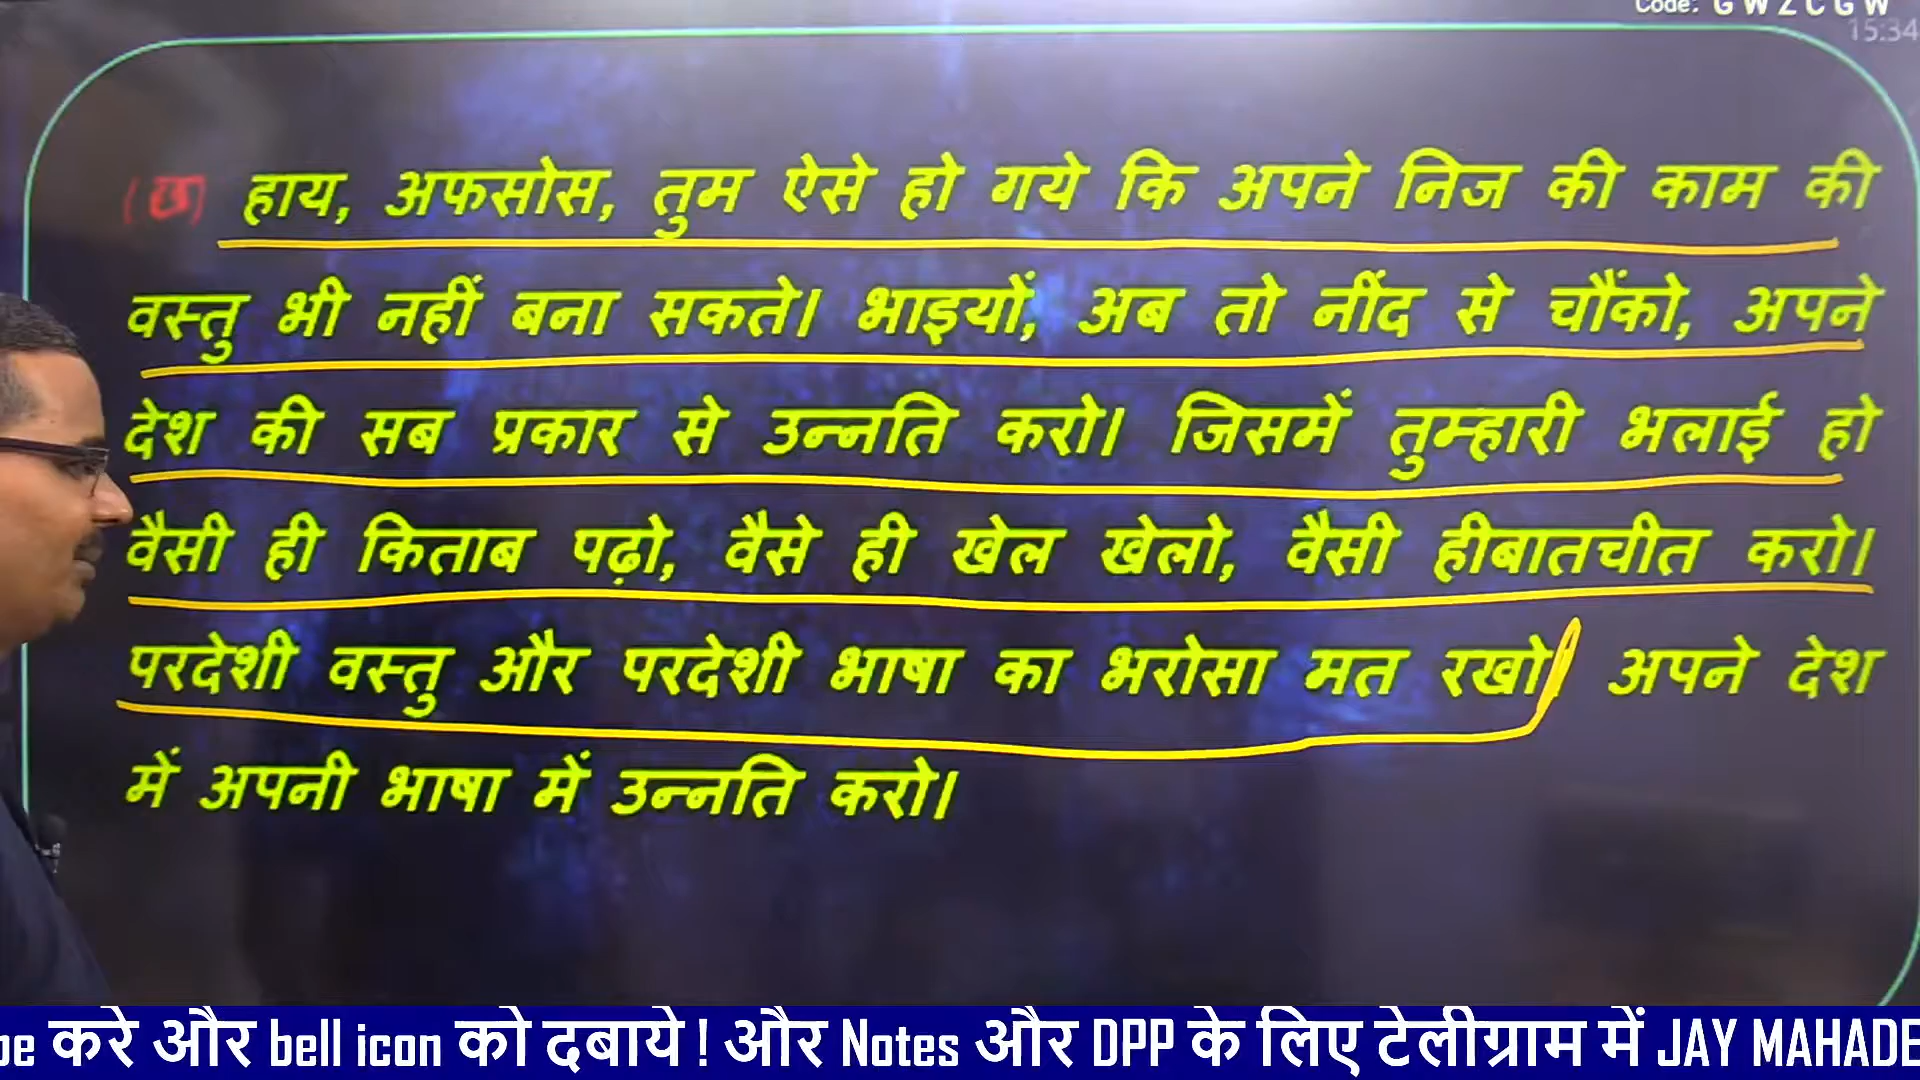 Code: G W Z C G W
15:34
(छ) हाय, अफसोस, तुम ऐसे हो गये कि अपने निज की काम की
वस्तु भी नहीं बना सकते। भाइयों, अब तो नींद से चौंको, अपने
देश की सब प्रकार से उन्नति करो। जिसमें तुम्हारी भलाई हो
वैसी ही किताब पढ़ो, वैसे ही खेल खेलो, वैसी हीबातचीत करो।
परदेशी वस्तु और परदेशी भाषा का भरोसा मत रखो। अपने देश
में अपनी भाषा में उन्नति करो।
be करे और bell icon को दबाये ! और Notes और DPP के लिए टेलीग्राम में JAY MAHADE